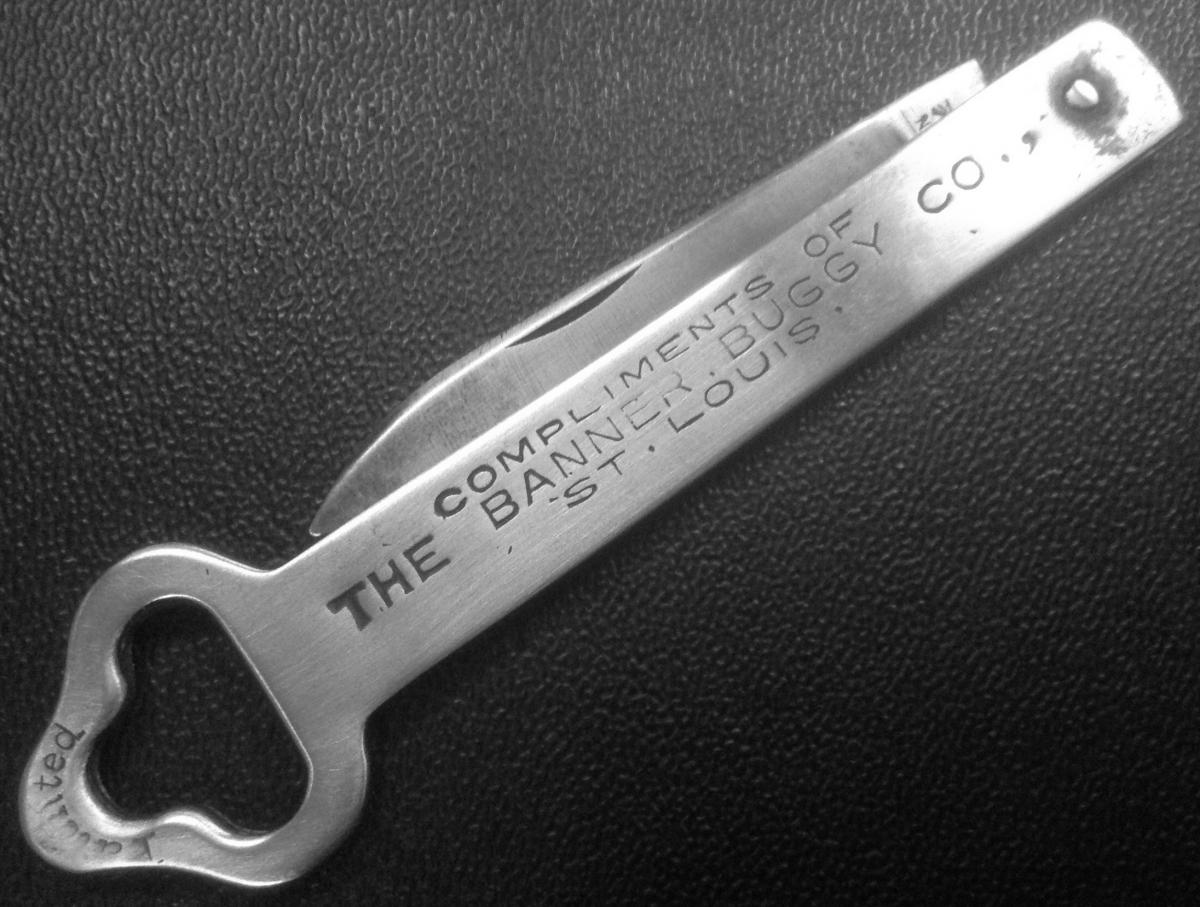 COMPLIMENTS OF
THE BANNER BUGGY CO.,
ST. LOUIS.